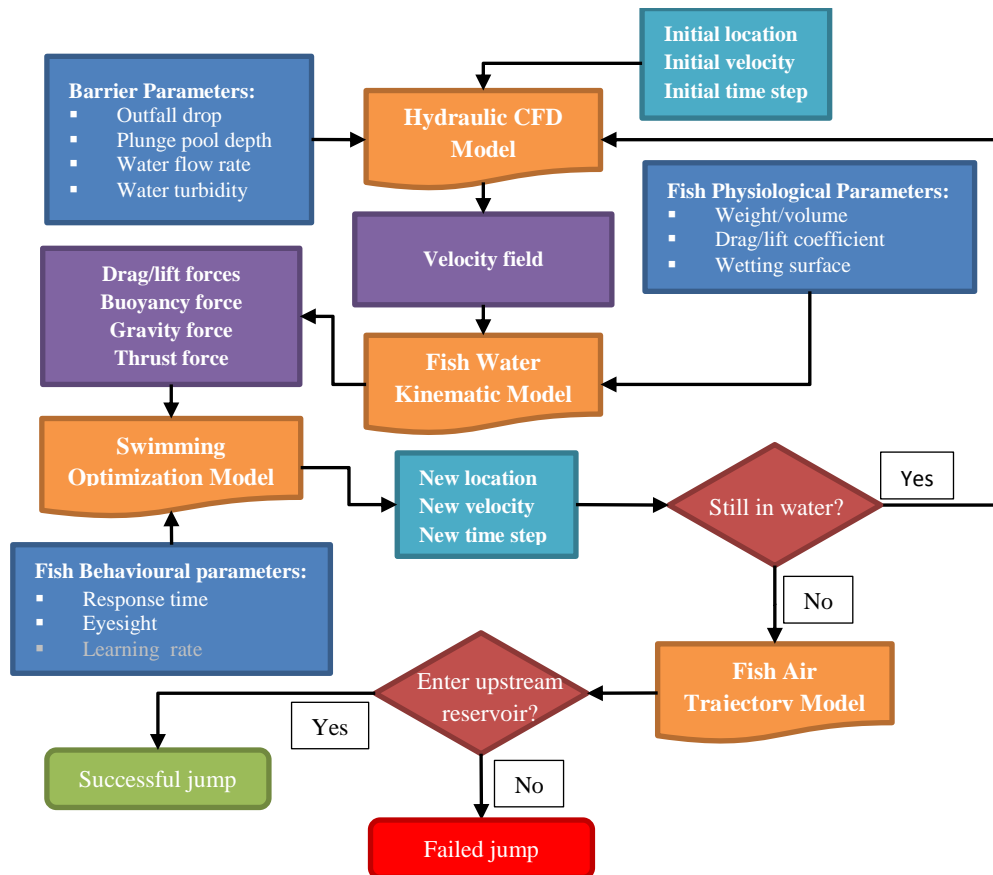 Initial location
Initial velocity
Initial time step
Barrier Parameters:
▪ Outfall drop
▪ Plunge pool depth
▪ Water flow rate
▪ Water turbidity
Hydraulic CFD
Model
Fish Physiological Parameters:
▪ Weight/volume
▪ Drag/lift coefficient
▪ Wetting surface
Velocity field
Drag/lift forces
Buoyancy force
Gravity force
Thrust force
Fish Water
Kinematic Model
Swimming
Optimization Model
New location
New velocity
New time step
Still in water?
Yes
No
Fish Behavioural parameters:
▪ Response time
▪ Eyesight
▪ Learning rate
Fish Air
Trajectory Model
Enter upstream
reservoir?
Yes
No
Successful jump
Failed jump